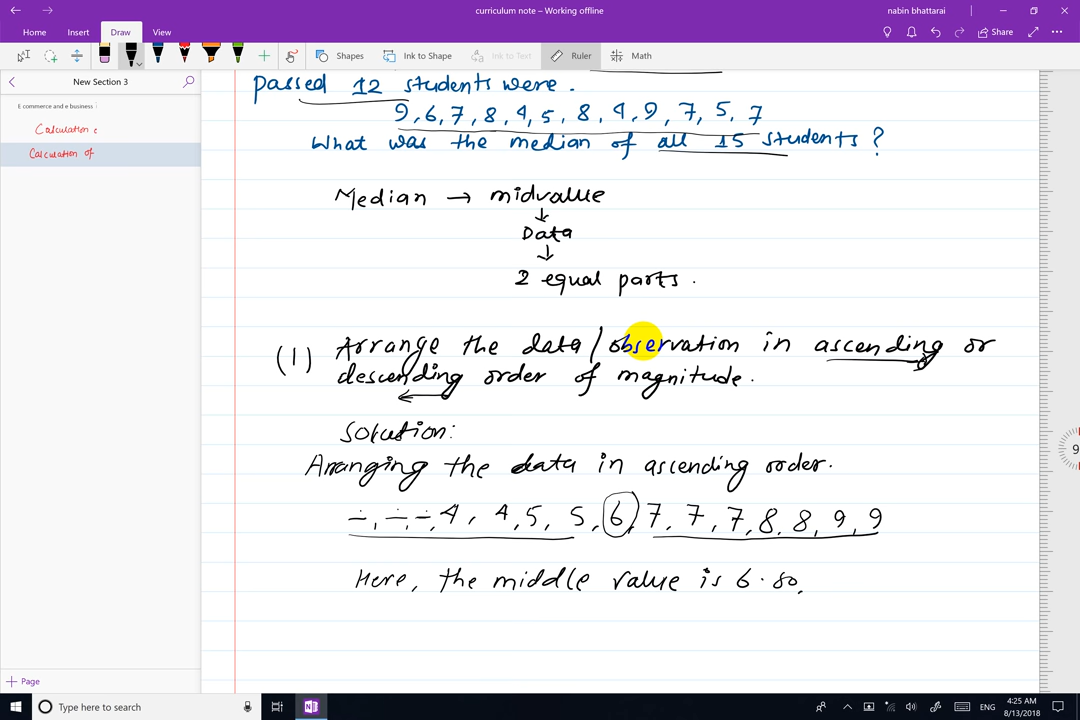 curriculum note – Working offline
nabin bhattarai
Home Insert Draw View
Share
Shapes Ink to Shape Ink to Text Ruler Math
New Section 3
E commerce and e business
Calculation c
Calculation of
passed 12 students were.
9, 6, 7, 8, 4, 5, 8, 4, 9, 7, 5, 7
What was the median of all 15 students?
Median → midvalue
↓
Data
↓
2 equal parts.
(1) Arrange the data / observation in ascending or
descending order of magnitude.
Solution:
Arranging the data in ascending order.
–, –, –, 4, 4, 5, 5, 6, 7, 7, 7, 8, 8, 9, 9
Here, the middle value is 6. so,
9
+ Page
Type here to search
ENG
4:25 AM
8/13/2018